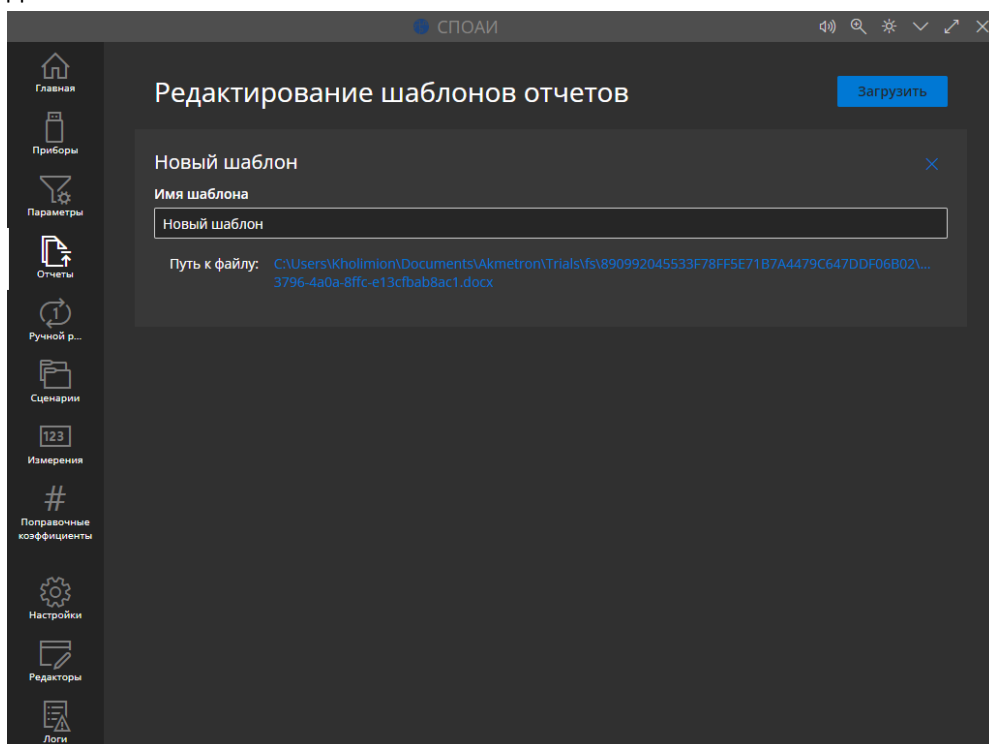 СПОАИ
Главная
Приборы
Параметры
Отчеты
Ручной р...
Сценарии
123
Измерения
#
Поправочные
коэффициенты
Настройки
Редакторы
Логи
Редактирование шаблонов отчетов
Загрузить
Новый шаблон
Имя шаблона
Новый шаблон
Путь к файлу: C:\Users\Kholimion\Documents\Akmetron\Trials\fs\890992045533F78FF5E71B7A4479C647DDF06B02\...
3796-4a0a-8ffc-e13cfbab8ac1.docx